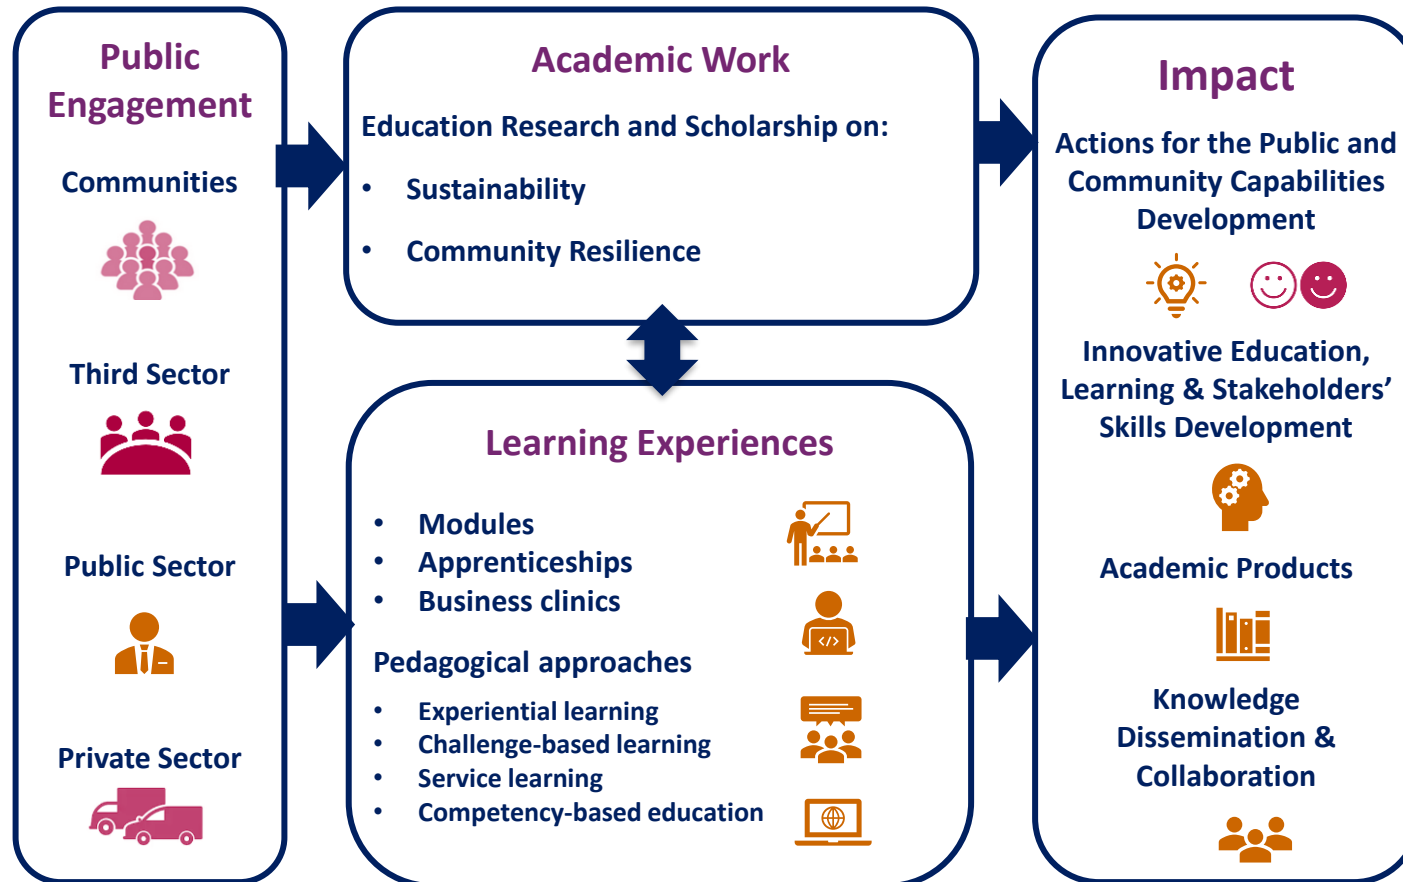 Public
Engagement
Communities
Third Sector
Public Sector
Private Sector
Academic Work
Education Research and Scholarship on:
• Sustainability
• Community Resilience
Learning Experiences
• Modules
• Apprenticeships
• Business clinics
Pedagogical approaches
• Experiential learning
• Challenge-based learning
• Service learning
• Competency-based education
</>
Impact
Actions for the Public and
Community Capabilities
Development
Innovative Education,
Learning & Stakeholders’
Skills Development
Academic Products
Knowledge
Dissemination &
Collaboration